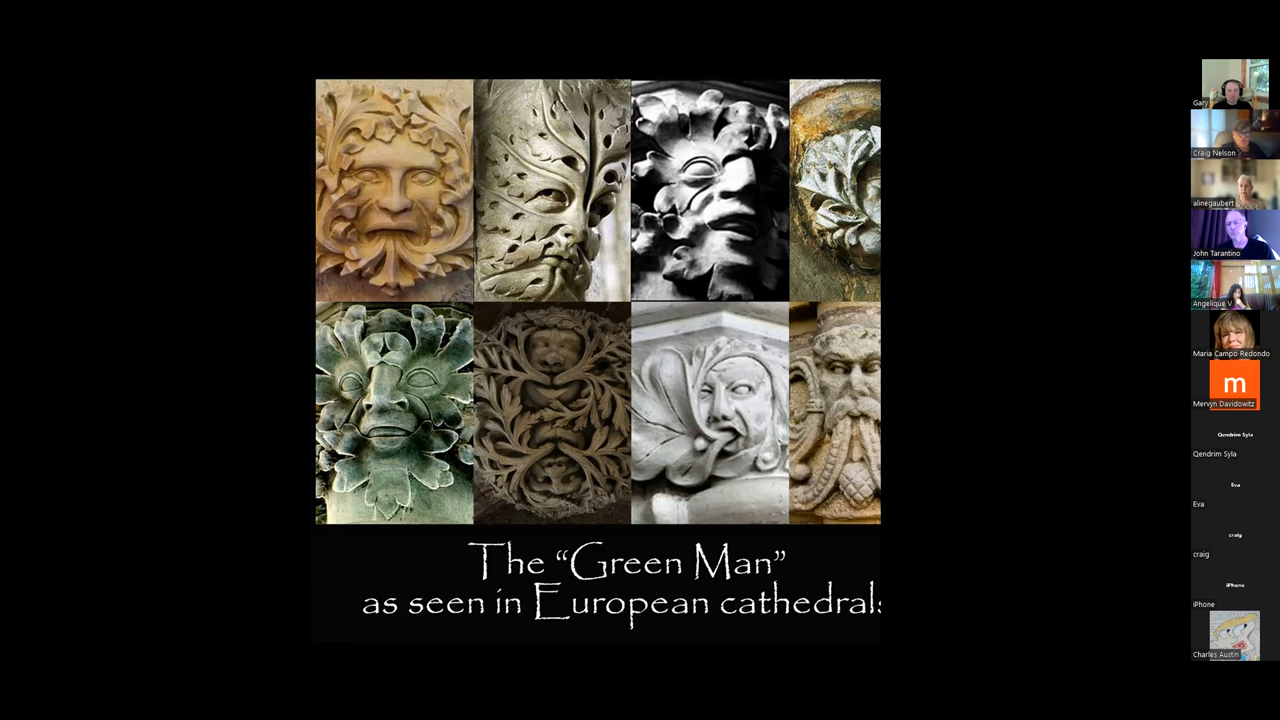 The “Green Man”
as seen in European cathedrals
Gary
Craig Nelson
alinegaubert
John Tarantino
Angelique V
Maria Campo Redondo
m
Mervyn Davidowitz
Qendrim Syla
Qendrim Syla
Eva
Eva
craig
craig
iPhone
iPhone
Charles Austin